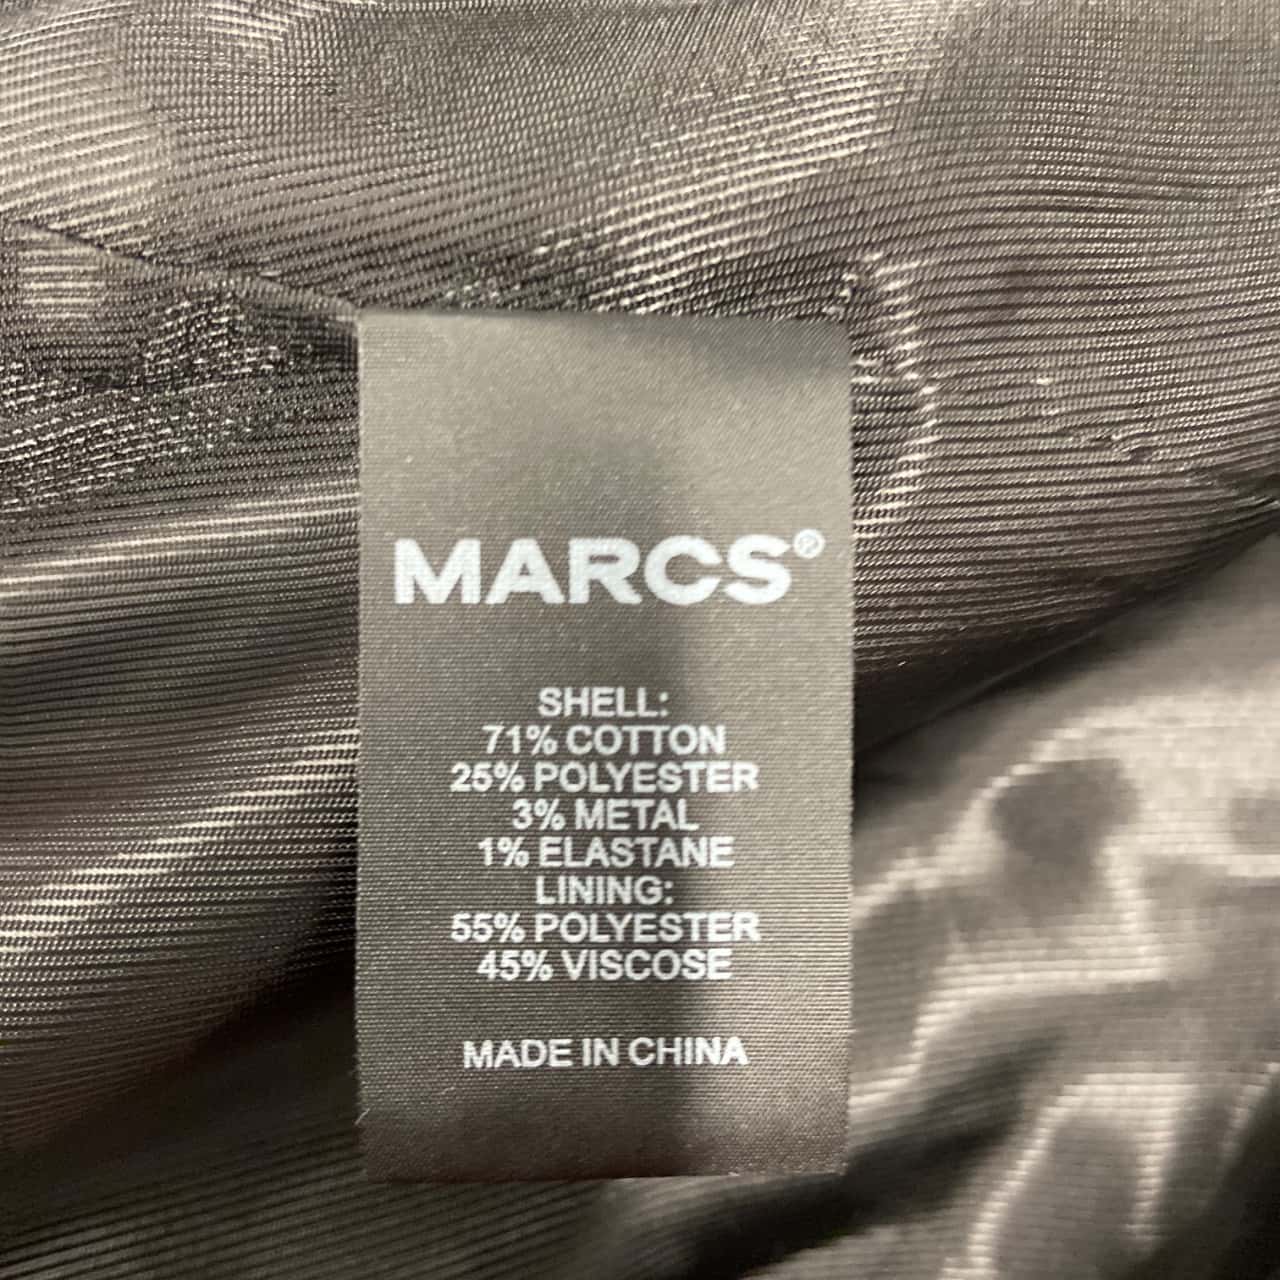 MARCS®
SHELL:
71% COTTON
25% POLYESTER
3% METAL
1% ELASTANE
LINING:
55% POLYESTER
45% VISCOSE
MADE IN CHINA